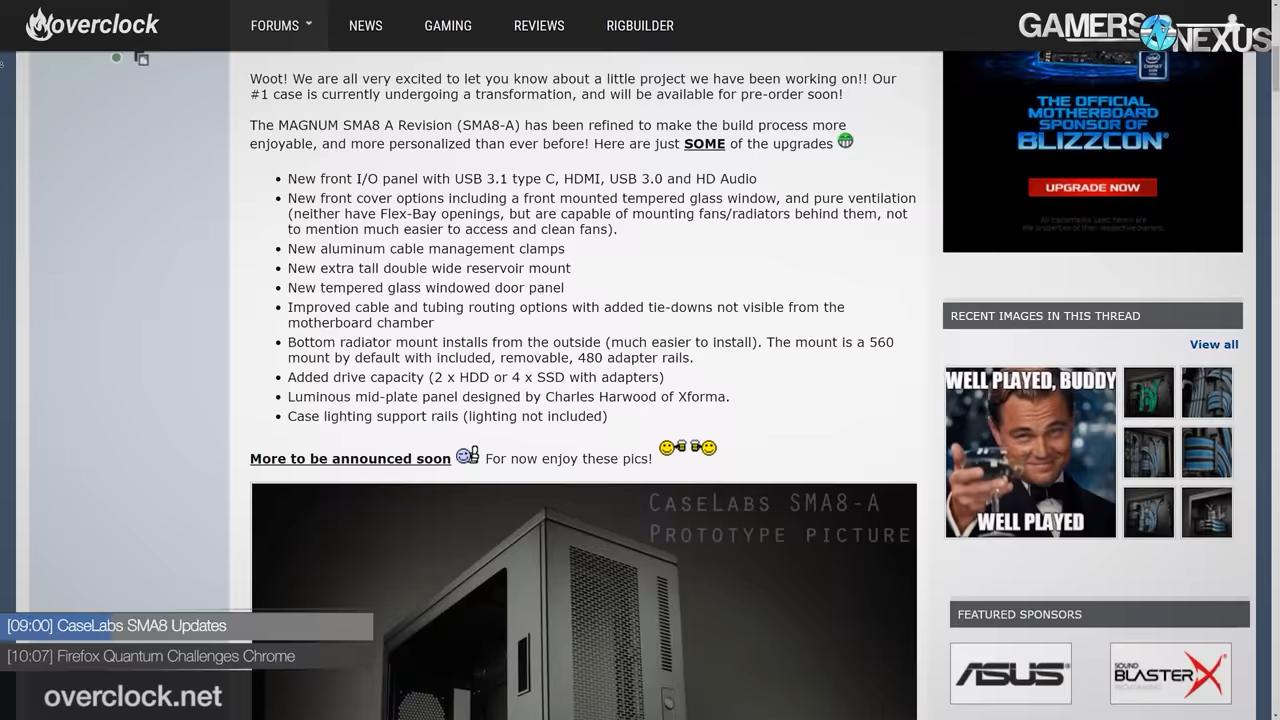 overclock
FORUMS
NEWS
GAMING
REVIEWS
RIGBUILDER
GAMERS NEXUS
Woot! We are all very excited to let you know about a little project we have been working on!! Our
#1 case is currently undergoing a transformation, and will be available for pre-order soon!
The MAGNUM SMA8 - Revision (SMA8-A) has been refined to make the build process more
enjoyable, and more personalized than ever before! Here are just SOME of the upgrades
New front I/O panel with USB 3.1 type C, HDMI, USB 3.0 and HD Audio
New front cover options including a front mounted tempered glass window, and pure ventilation
(neither have Flex-Bay openings, but are capable of mounting fans/radiators behind them, not
to mention much easier to access and clean fans).
New aluminum cable management clamps
New extra tall double wide reservoir mount
New tempered glass windowed door panel
Improved cable and tubing routing options with added tie-downs not visible from the
motherboard chamber
Bottom radiator mount installs from the outside (much easier to install). The mount is a 560
mount by default with included, removable, 480 adapter rails.
Added drive capacity (2 x HDD or 4 x SSD with adapters)
Luminous mid-plate panel designed by Charles Harwood of Xforma.
Case lighting support rails (lighting not included)
More to be announced soon For now enjoy these pics!
CASELABS SMA8-A
PROTOTYPE PICTURE
THE OFFICIAL
MOTHERBOARD
SPONSOR OF
BLIZZCON®
UPGRADE NOW
All trademarks used herein are
the properties of their respective owners.
RECENT IMAGES IN THIS THREAD
View all
WELL PLAYED, BUDDY
WELL PLAYED
FEATURED SPONSORS
ASUS
SOUND
BLASTERX
PRO-GAMING
[09:00] CaseLabs SMA8 Updates
[10:07] Firefox Quantum Challenges Chrome
overclock.net